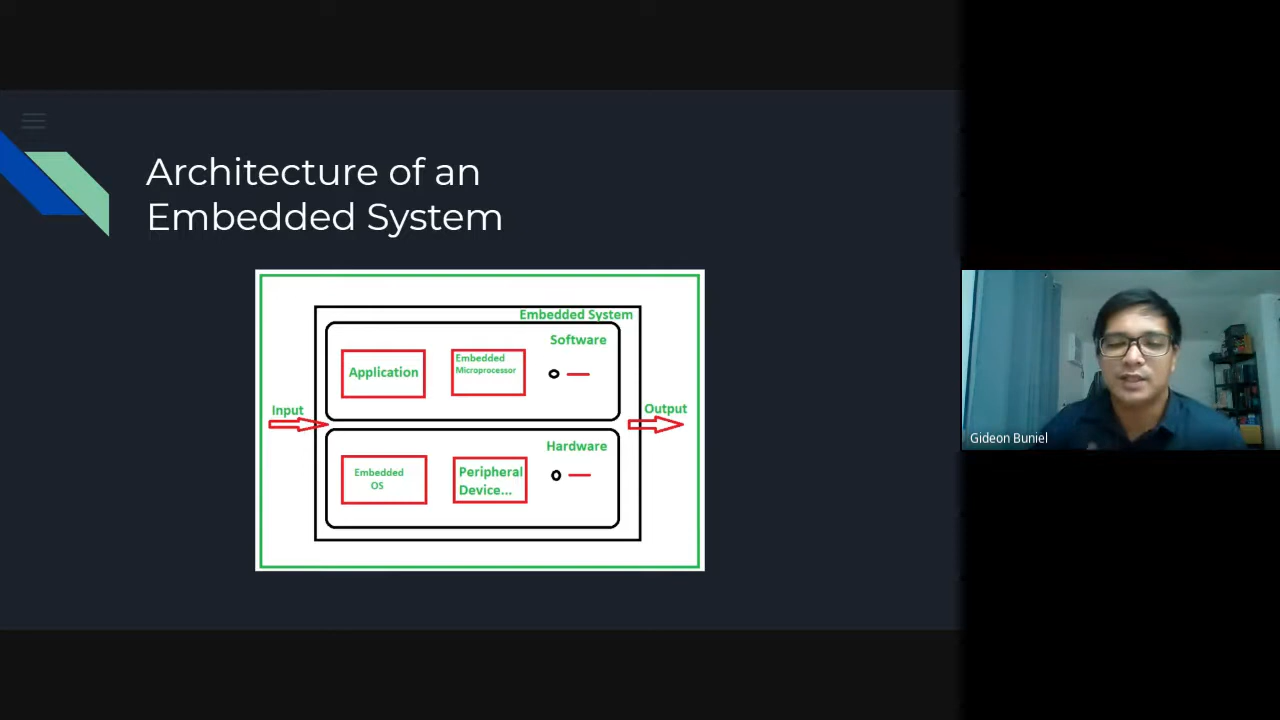 Architecture of an
Embedded System
Embedded System
Software
Application
Embedded
Microprocessor
Input
Output
Hardware
Embedded
OS
Peripheral
Device...
Gideon Buniel